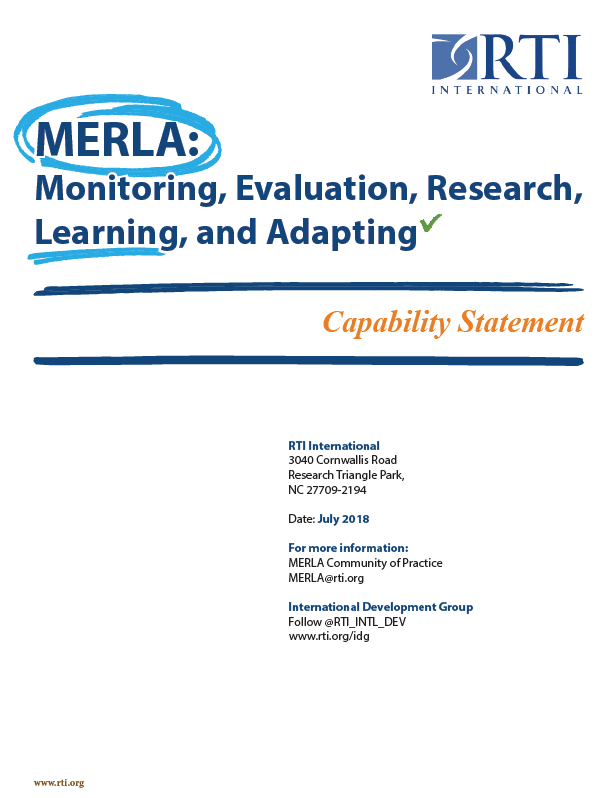 RTI
INTERNATIONAL
MERLA:
Monitoring, Evaluation, Research,
Learning, and Adapting
Capability Statement
RTI International
3040 Cornwallis Road
Research Triangle Park,
NC 27709-2194
Date: July 2018
For more information:
MERLA Community of Practice
MERLA@rti.org
International Development Group
Follow @RTI_INTL_DEV
www.rti.org/idg
www.rti.org